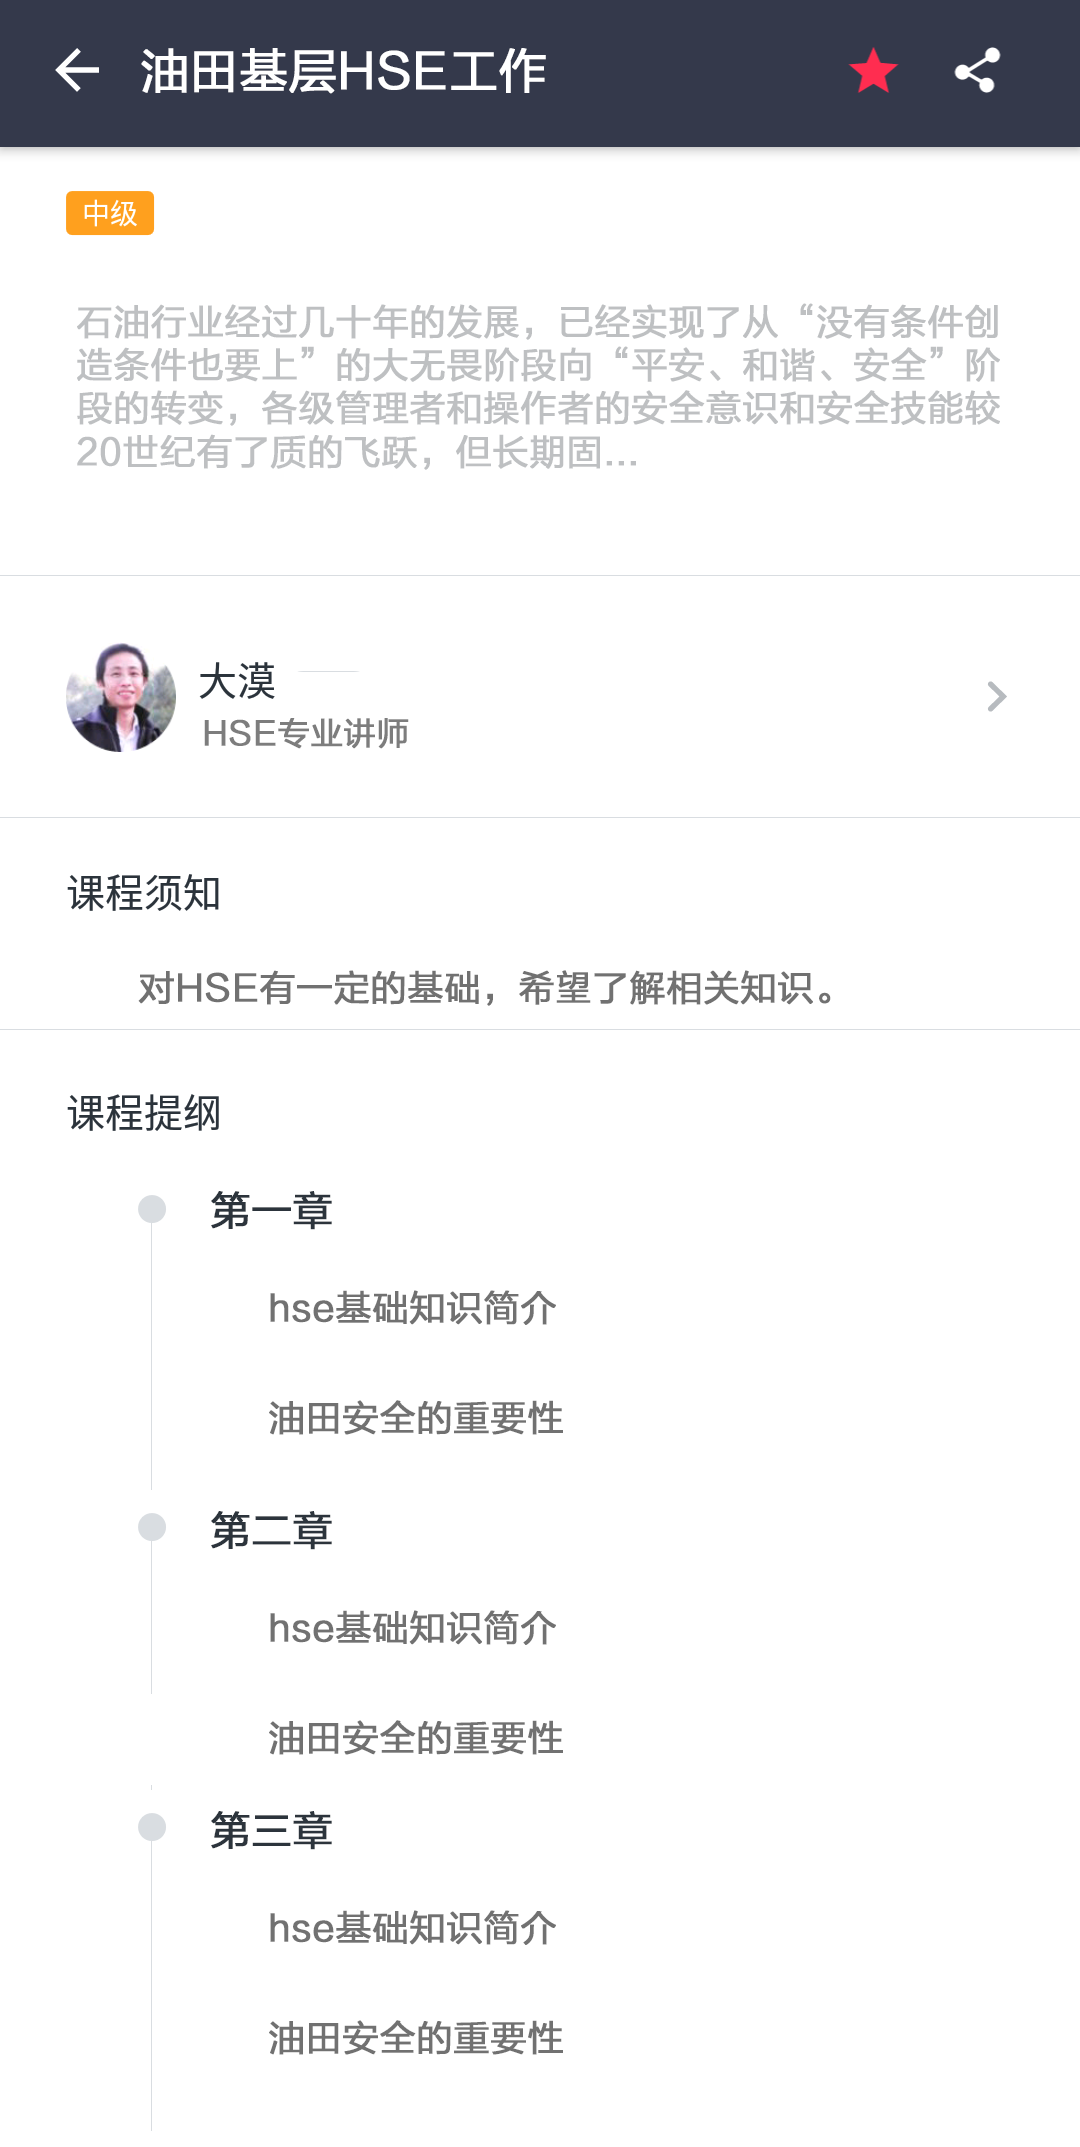 油田基层HSE工作
中级
石油行业经过几十年的发展，已经实现了从“没有条件创
造条件也要上”的大无畏阶段向“平安、和谐、安全”阶
段的转变，各级管理者和操作者的安全意识和安全技能较
20世纪有了质的飞跃，但长期固...
大漠
HSE专业讲师
课程须知
对HSE有一定的基础，希望了解相关知识。
课程提纲
第一章
hse基础知识简介
油田安全的重要性
第二章
hse基础知识简介
油田安全的重要性
第三章
hse基础知识简介
油田安全的重要性